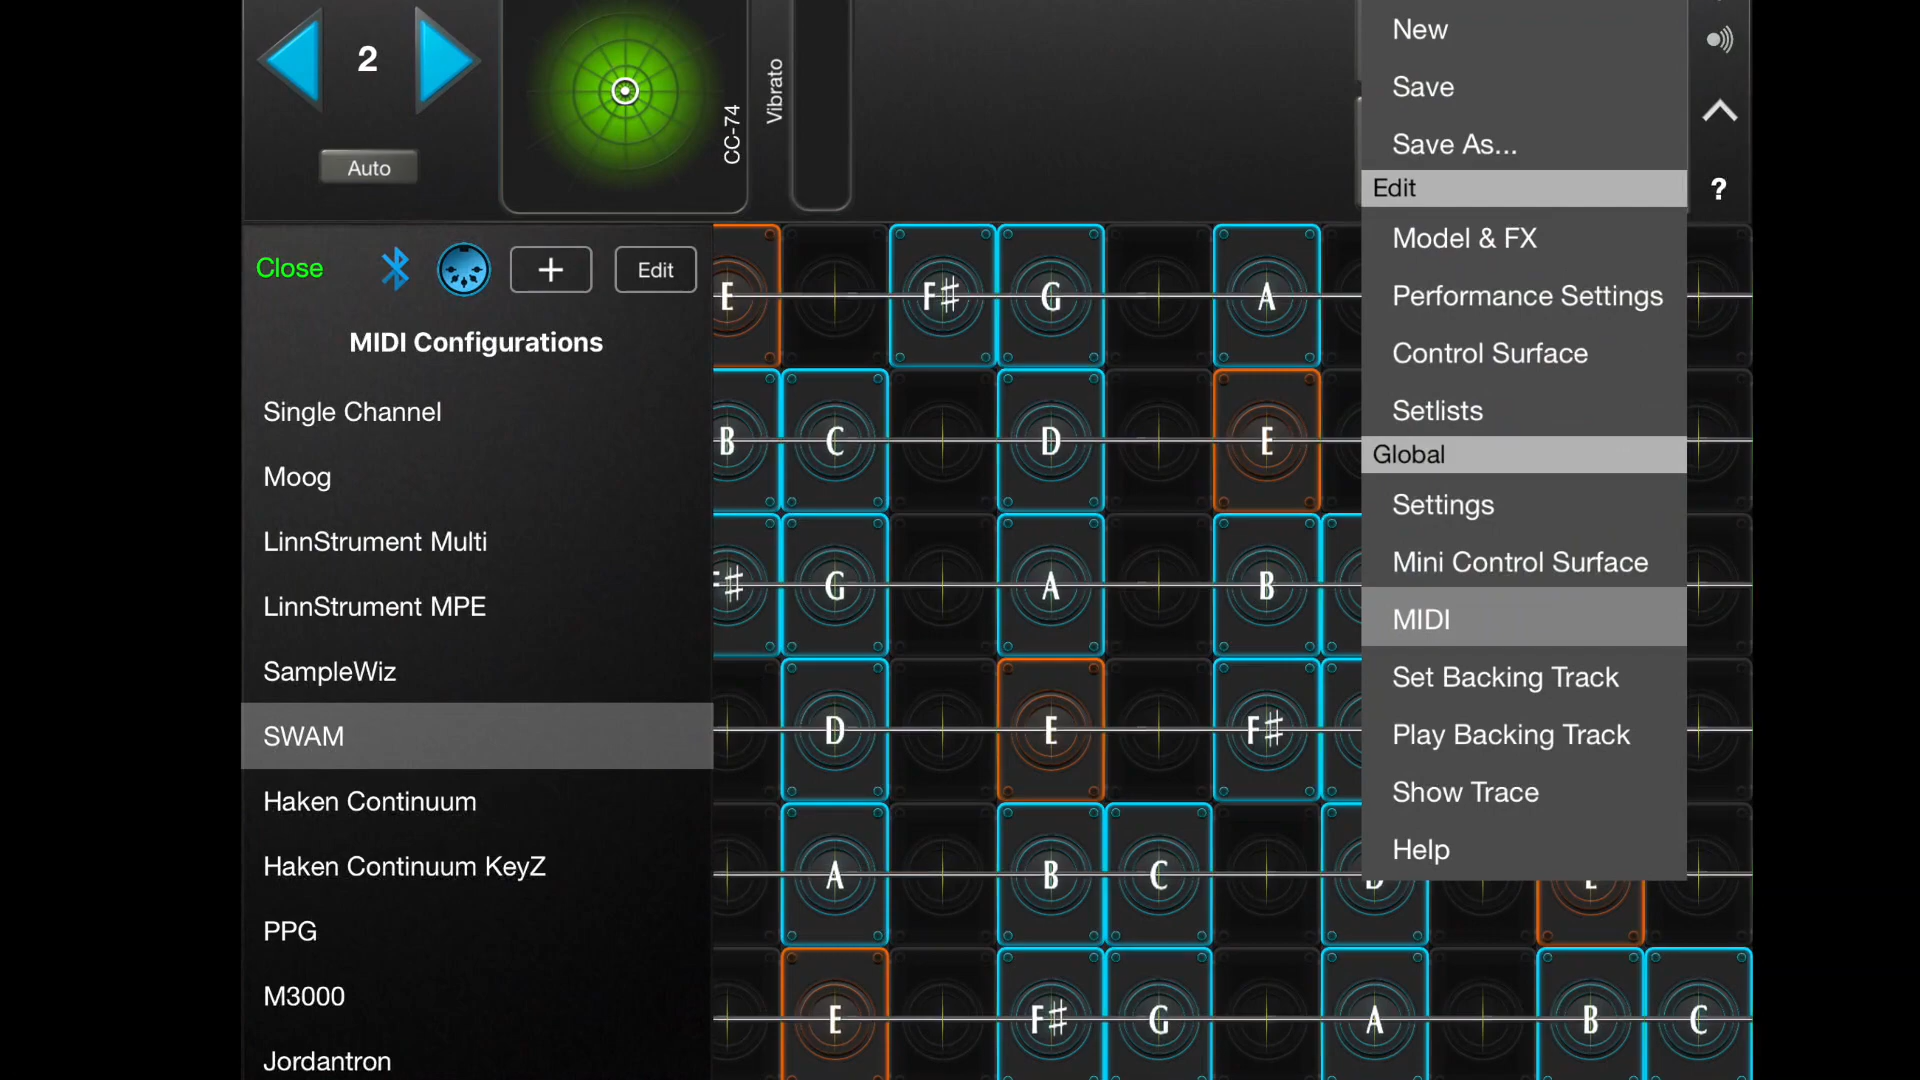 2
Auto
CC-74
Vibrato
New
Save
Save As...
Edit
Model & FX
Performance Settings
Control Surface
Setlists
Global
Settings
Mini Control Surface
MIDI
Set Backing Track
Play Backing Track
Show Trace
Help
?
Close
+
Edit
MIDI Configurations
Single Channel
Moog
LinnStrument Multi
LinnStrument MPE
SampleWiz
SWAM
Haken Continuum
Haken Continuum KeyZ
PPG
M3000
Jordantron
E F♯ G A
B C D E
F♯ G A B
D E F♯
A B C D E
E F♯ G A B C